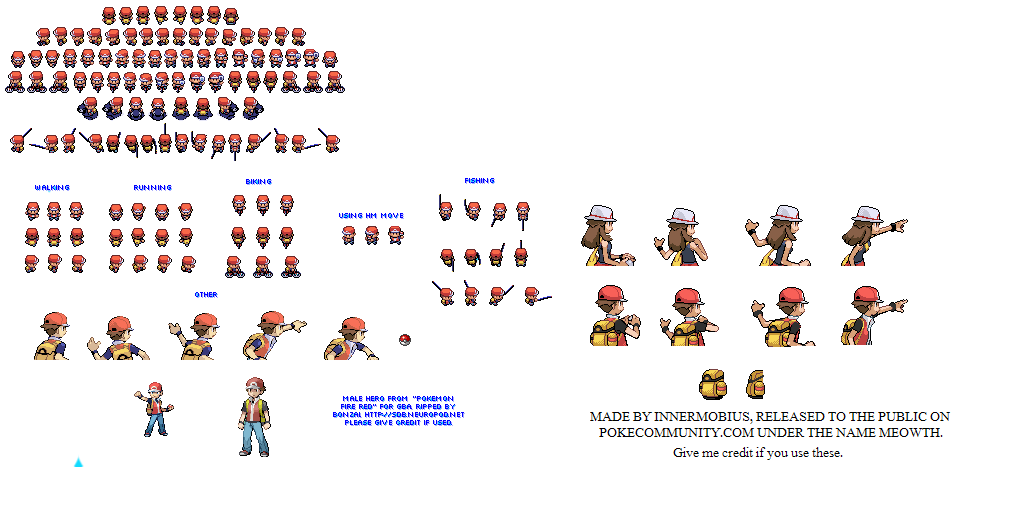 WALKING
RUNNING
BIKING
USING HM MOVE
FISHING
OTHER
MALE HERO FROM "POKEMON
FIRE RED" FOR GBA RIPPED BY
BONZAI HTTP://SDB.NEUROPOD.NET
PLEASE GIVE CREDIT IF USED.
MADE BY INNERMOBIUS, RELEASED TO THE PUBLIC ON
POKECOMMUNITY.COM UNDER THE NAME MEOWTH.
Give me credit if you use these.